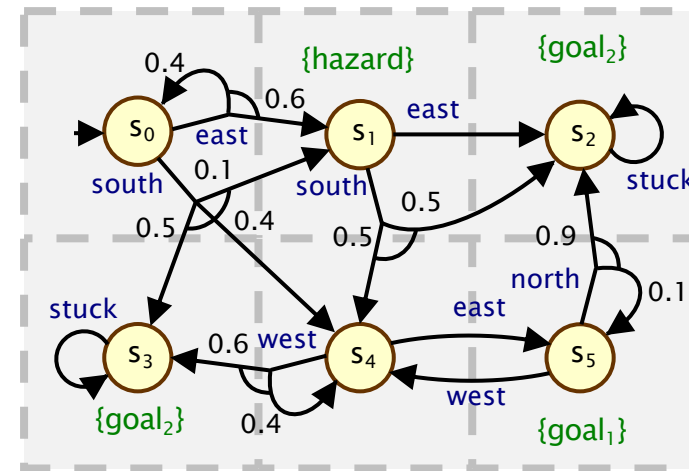 {goal₂}
{hazard}
0.4
0.6
east
s₀
s₁
east
s₂
east
south
0.1
south
0.5
stuck
0.5
0.4
0.5
0.9
north
0.1
stuck
0.6
west
east
s₃
s₄
s₅
west
0.4
{goal₂}
{goal₁}